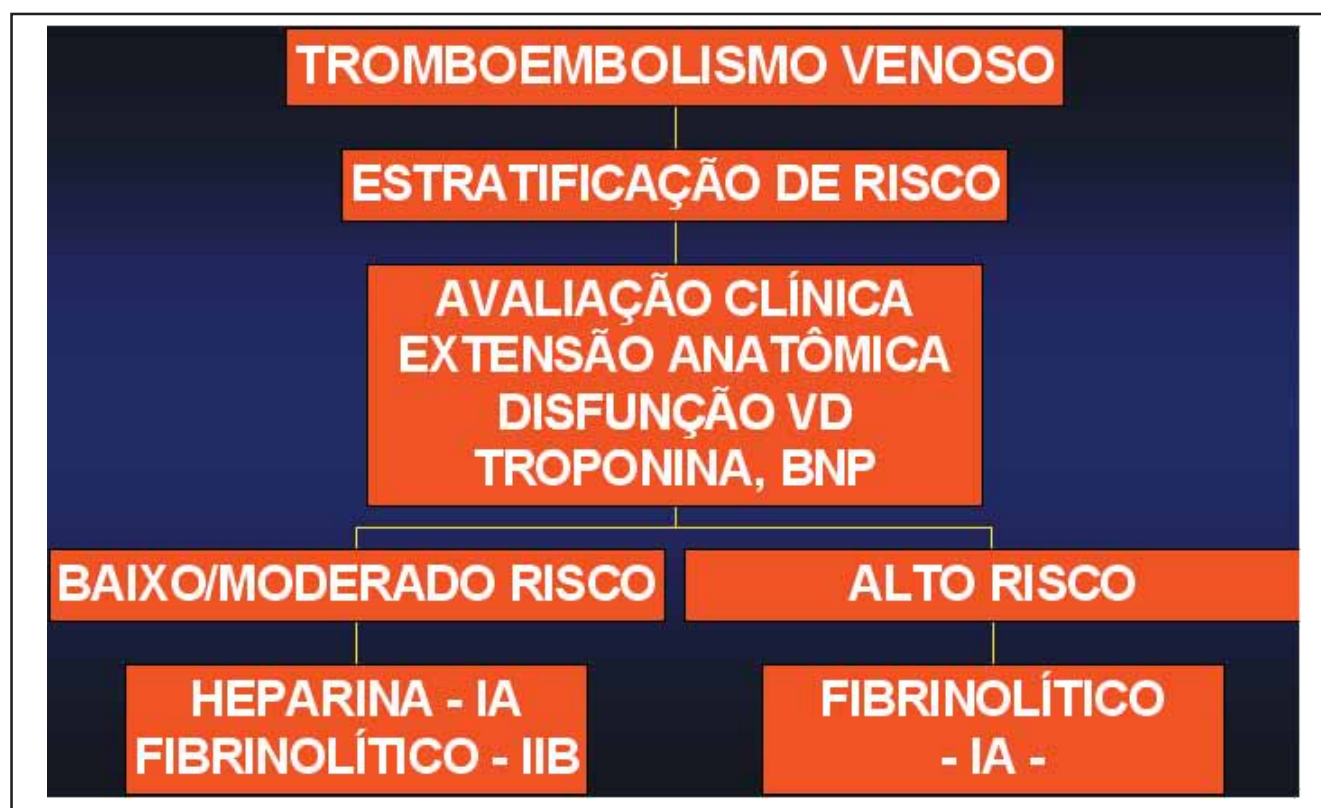 TROMBOEMBOLISMO VENOSO
ESTRATIFICAÇÃO DE RISCO
AVALIAÇÃO CLÍNICA
EXTENSÃO ANATÔMICA
DISFUNÇÃO VD
TROPONINA, BNP
BAIXO/MODERADO RISCO
HEPARINA - IA
FIBRINOLÍTICO - IIB
ALTO RISCO
FIBRINOLÍTICO
- IA -